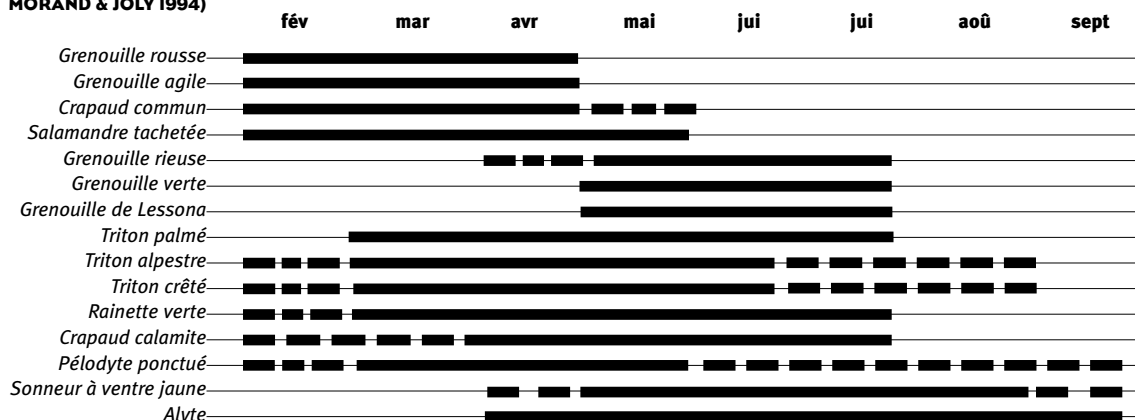 MORAND & JOLY 1994)
fév mar avr mai jui jui aoû sept
Grenouille rousse
Grenouille agile
Crapaud commun
Salamandre tachetée
Grenouille rieuse
Grenouille verte
Grenouille de Lessona
Triton palmé
Triton alpestre
Triton crêté
Rainette verte
Crapaud calamite
Pélodyte ponctué
Sonneur à ventre jaune
Alyte